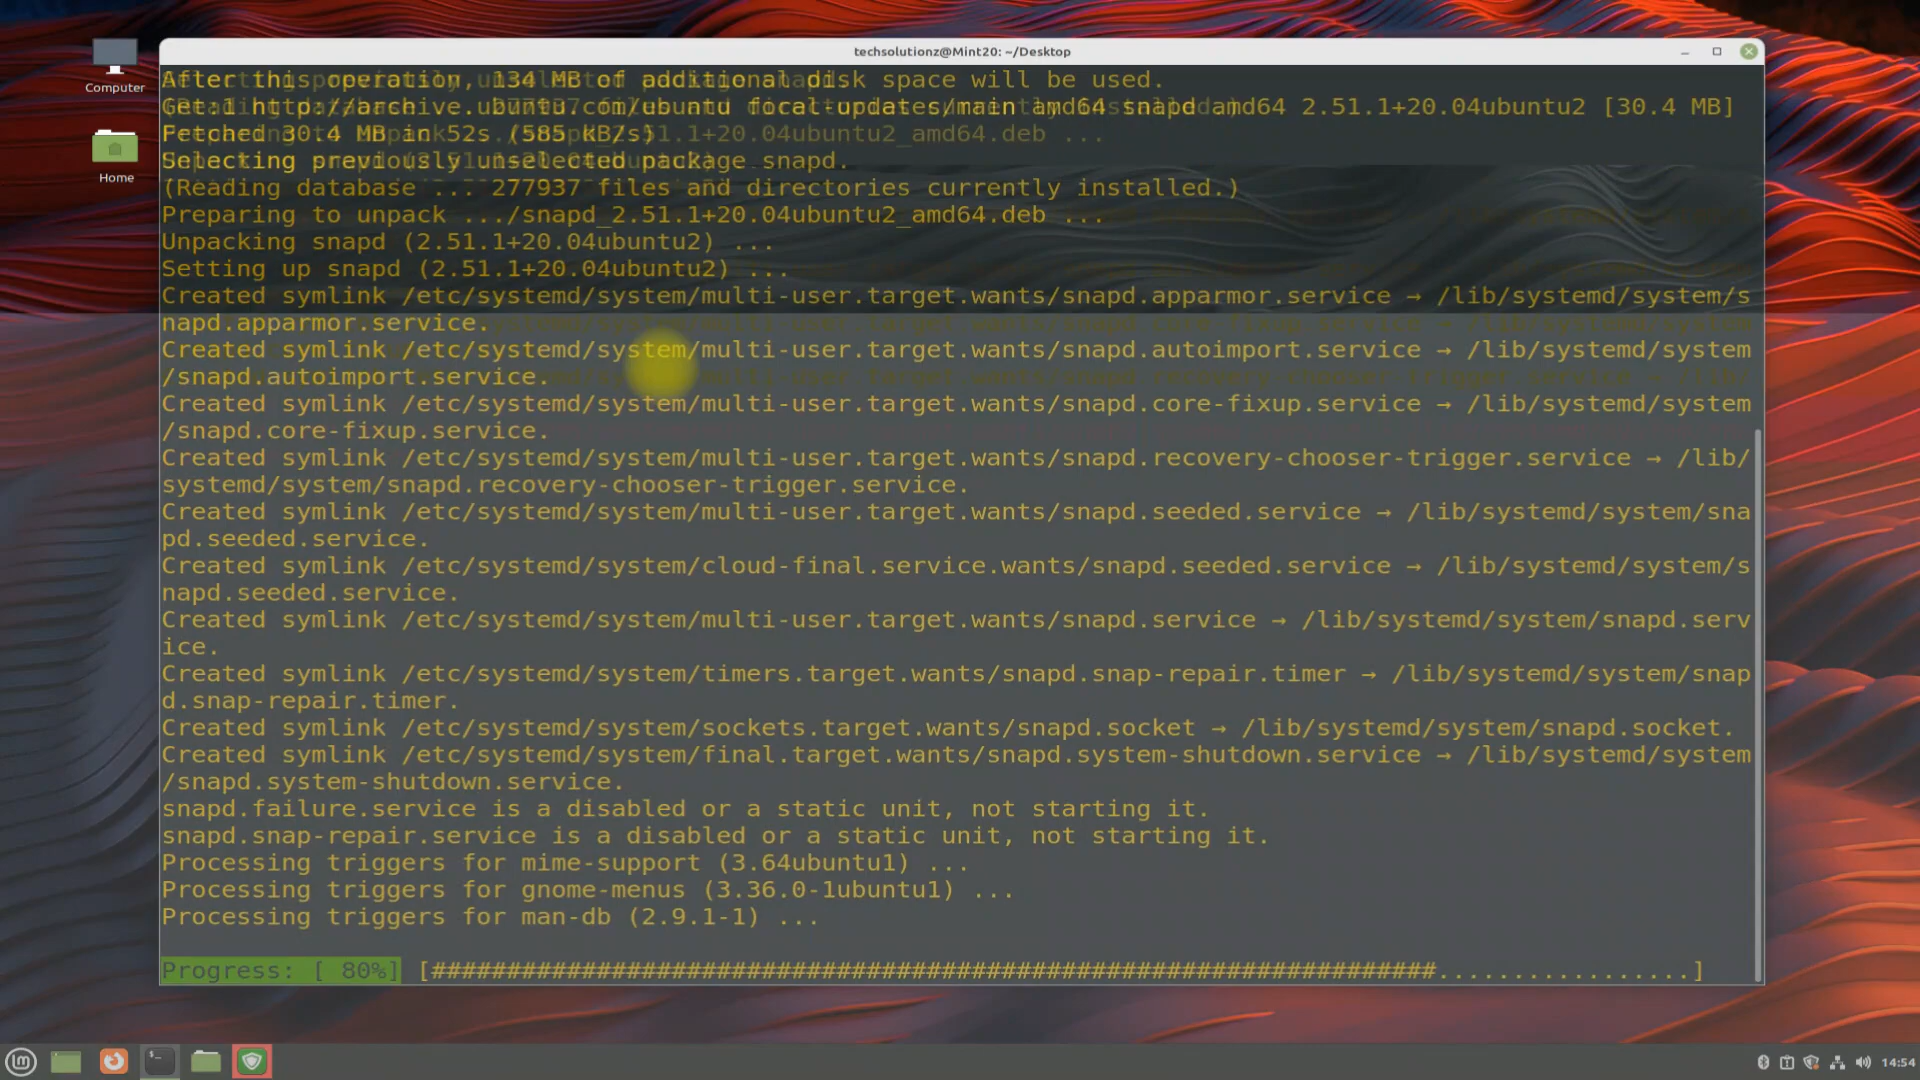 techsolutionz@Mint20: ~/Desktop
Computer
Home
After this operation, 134 MB of additional disk space will be used.
Get:1 http://archive.ubuntu.com/ubuntu focal-updates/main amd64 snapd amd64 2.51.1+20.04ubuntu2 [30.4 MB]
Fetched 30.4 MB in 52s (585 kB/s)
Selecting previously unselected package snapd.
(Reading database ... 277937 files and directories currently installed.)
Preparing to unpack .../snapd_2.51.1+20.04ubuntu2_amd64.deb ...
Unpacking snapd (2.51.1+20.04ubuntu2) ...
Setting up snapd (2.51.1+20.04ubuntu2) ...
Created symlink /etc/systemd/system/multi-user.target.wants/snapd.apparmor.service → /lib/systemd/system/s
napd.apparmor.service.
Created symlink /etc/systemd/system/multi-user.target.wants/snapd.autoimport.service → /lib/systemd/system
/snapd.autoimport.service.
Created symlink /etc/systemd/system/multi-user.target.wants/snapd.core-fixup.service → /lib/systemd/system
/snapd.core-fixup.service.
Created symlink /etc/systemd/system/multi-user.target.wants/snapd.recovery-chooser-trigger.service → /lib/
systemd/system/snapd.recovery-chooser-trigger.service.
Created symlink /etc/systemd/system/multi-user.target.wants/snapd.seeded.service → /lib/systemd/system/sna
pd.seeded.service.
Created symlink /etc/systemd/system/cloud-final.service.wants/snapd.seeded.service → /lib/systemd/system/s
napd.seeded.service.
Created symlink /etc/systemd/system/multi-user.target.wants/snapd.service → /lib/systemd/system/snapd.serv
ice.
Created symlink /etc/systemd/system/timers.target.wants/snapd.snap-repair.timer → /lib/systemd/system/snap
d.snap-repair.timer.
Created symlink /etc/systemd/system/sockets.target.wants/snapd.socket → /lib/systemd/system/snapd.socket.
Created symlink /etc/systemd/system/final.target.wants/snapd.system-shutdown.service → /lib/systemd/system
/snapd.system-shutdown.service.
snapd.failure.service is a disabled or a static unit, not starting it.
snapd.snap-repair.service is a disabled or a static unit, not starting it.
Processing triggers for mime-support (3.64ubuntu1) ...
Processing triggers for gnome-menus (3.36.0-1ubuntu1) ...
Processing triggers for man-db (2.9.1-1) ...
Progress: [ 80%] [###################################################################.................]
14:54